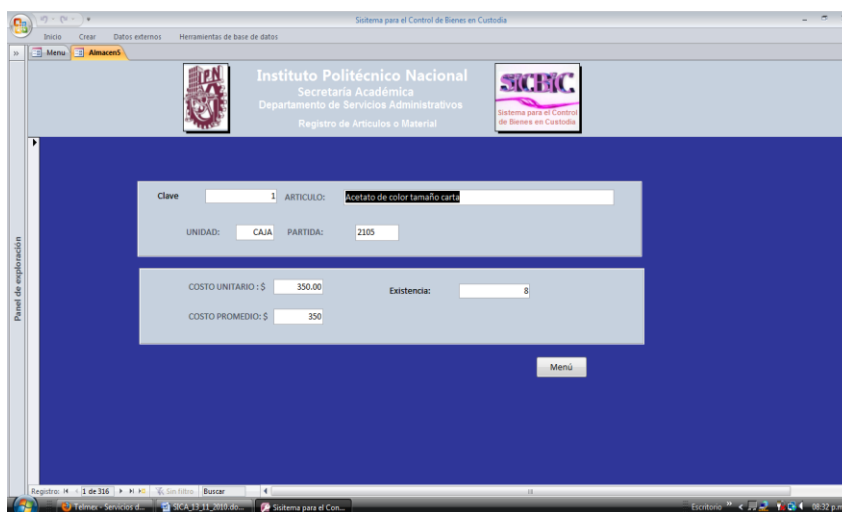 Sisitema para el Control de Bienes en Custodia
Inicio Crear Datos externos Herramientas de base de datos
Menu Almacen5
IPN
Instituto Politécnico Nacional
Secretaría Académica
Departamento de Servicios Administrativos
Registro de Articulos o Material
SICBIC
Sistema para el Control
de Bienes en Custodia
Panel de exploración
Clave 1 ARTICULO: Acetato de color tamaño carta
UNIDAD: CAJA PARTIDA: 2105
COSTO UNITARIO : $ 350.00 Existencia: 8
COSTO PROMEDIO: $ 350
Menú
Registro: 1 de 316 Sin filtro Buscar
Telmex - Servicios d... SICA_13_11_2010.do... Sisitema para el Con... Escritorio 08:32 p.m.